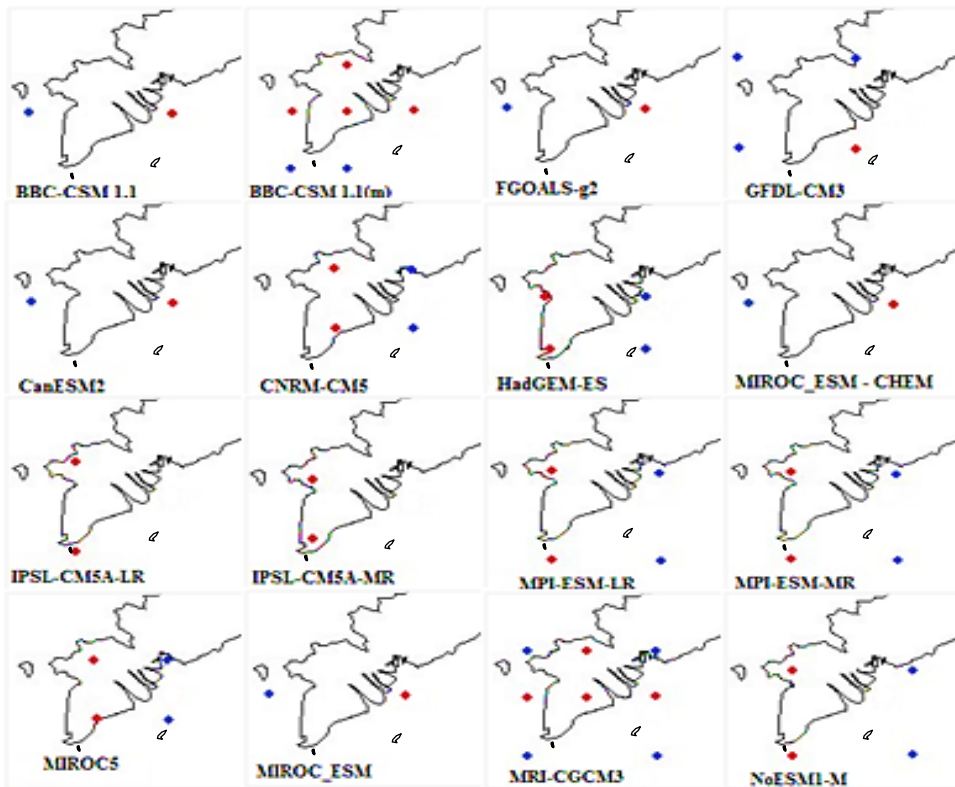 BBC-CSM 1.1
BBC-CSM 1.1(m)
FGOALS-g2
GFDL-CM3
CanESM2
CNRM-CM5
HadGEM-ES
MIROC_ESM - CHEM
IPSL-CM5A-LR
IPSL-CM5A-MR
MPI-ESM-LR
MPI-ESM-MR
MIROC5
MIROC_ESM
MRI-CGCM3
NoESM1-M